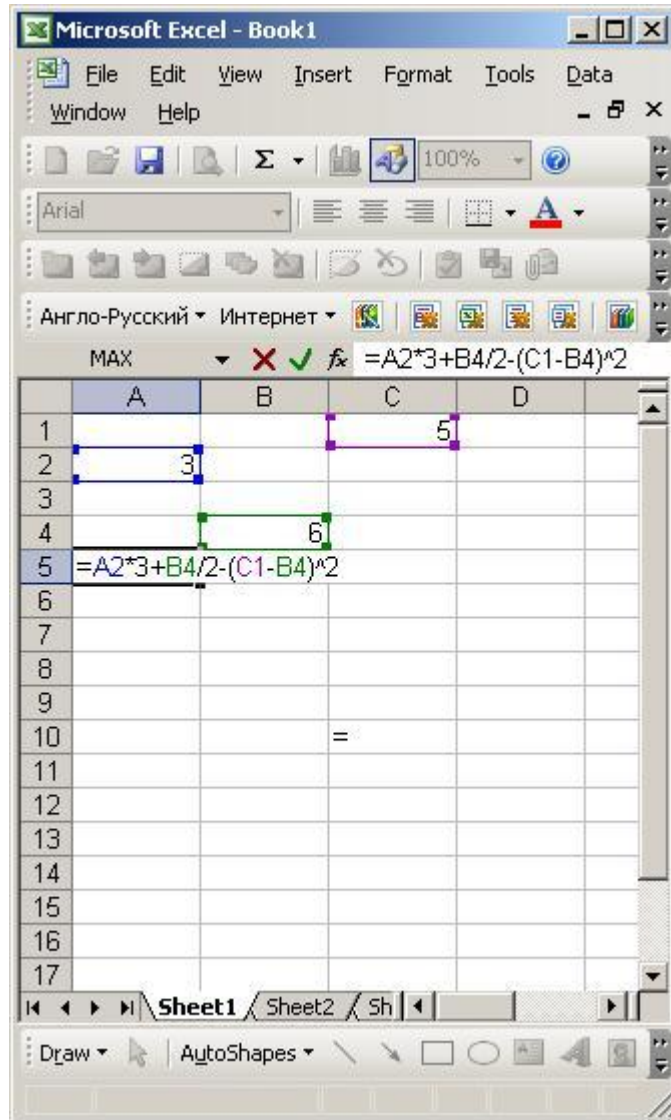 Microsoft Excel - Book1
File Edit View Insert Format Tools Data
Window Help
Σ 100% ?
Arial A
Англо-Русский Интернет
MAX fx =A2*3+B4/2-(C1-B4)^2
A B C D
1 5
2 3
3
4 6
5 =A2*3+B4/2-(C1-B4)^2
6
7
8
9
10 =
11
12
13
14
15
16
17
Sheet1 Sheet2 Sh
Draw AutoShapes